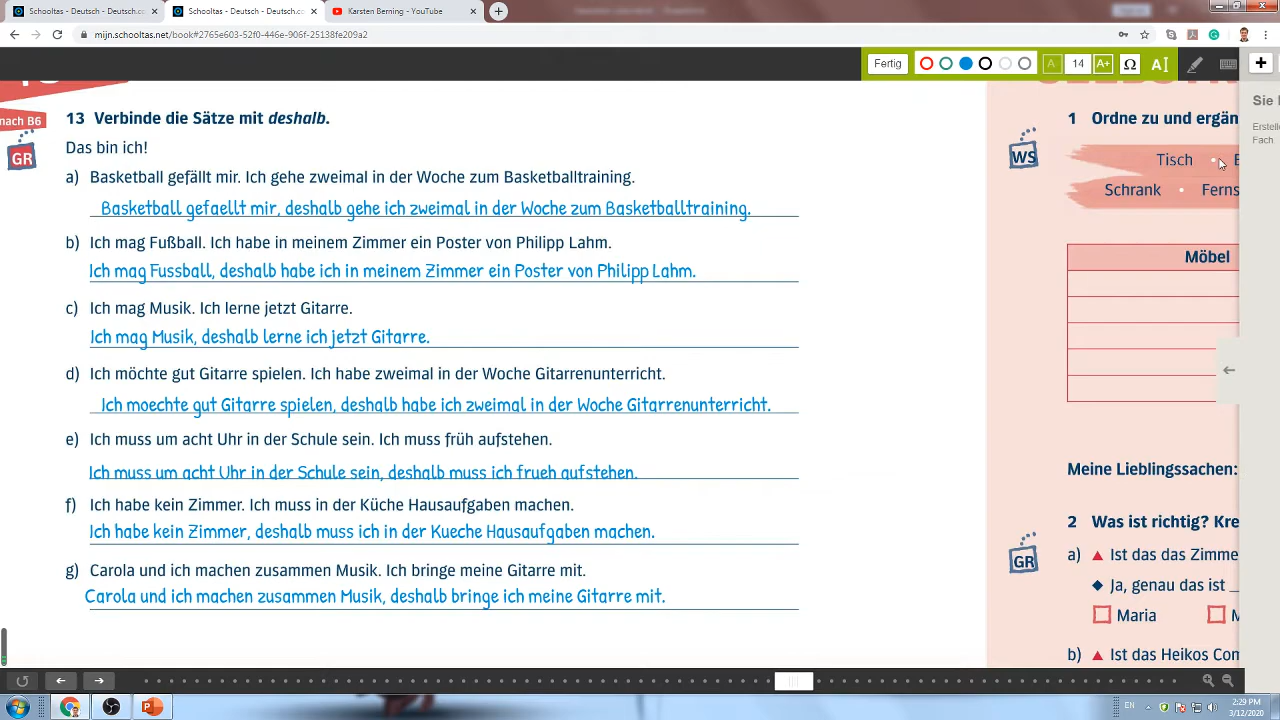 Schooltas - Deutsch - Deutsch.co
Schooltas - Deutsch - Deutsch.co
Karsten Berning - YouTube
mijn.schooltas.net/book#2765e603-52f0-446e-906f-25138fe209a2
Fertig
A- 14 A+ Ω A
Sie
Erstelle
Fach
nach B6
GR
13 Verbinde die Sätze mit deshalb.
Das bin ich!
a) Basketball gefällt mir. Ich gehe zweimal in der Woche zum Basketballtraining.
Basketball gefaellt mir, deshalb gehe ich zweimal in der Woche zum Basketballtraining.
b) Ich mag Fußball. Ich habe in meinem Zimmer ein Poster von Philipp Lahm.
Ich mag Fussball, deshalb habe ich in meinem Zimmer ein Poster von Philipp Lahm.
c) Ich mag Musik. Ich lerne jetzt Gitarre.
Ich mag Musik, deshalb lerne ich jetzt Gitarre.
d) Ich möchte gut Gitarre spielen. Ich habe zweimal in der Woche Gitarrenunterricht.
Ich moechte gut Gitarre spielen, deshalb habe ich zweimal in der Woche Gitarrenunterricht.
e) Ich muss um acht Uhr in der Schule sein. Ich muss früh aufstehen.
Ich muss um acht Uhr in der Schule sein, deshalb muss ich frueh aufstehen.
f) Ich habe kein Zimmer. Ich muss in der Küche Hausaufgaben machen.
Ich habe kein Zimmer, deshalb muss ich in der Kueche Hausaufgaben machen.
g) Carola und ich machen zusammen Musik. Ich bringe meine Gitarre mit.
Carola und ich machen zusammen Musik, deshalb bringe ich meine Gitarre mit.
WS
1 Ordne zu und ergän
Tisch •
Schrank • Ferns
Möbel
Meine Lieblingssachen:
GR
2 Was ist richtig? Kre
a) ▲ Ist das das Zimme
◆ Ja, genau das ist
Maria
b) ▲ Ist das Heikos Com
EN
2:29 PM
3/12/2020